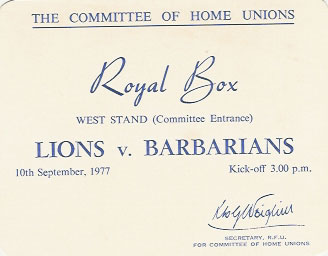 THE COMMITTEE OF HOME UNIONS
Royal Box
WEST STAND (Committee Entrance)
LIONS v. BARBARIANS
10th September, 1977 Kick-off 3.00 p.m.
SECRETARY, R.F.U.
FOR COMMITTEE OF HOME UNIONS